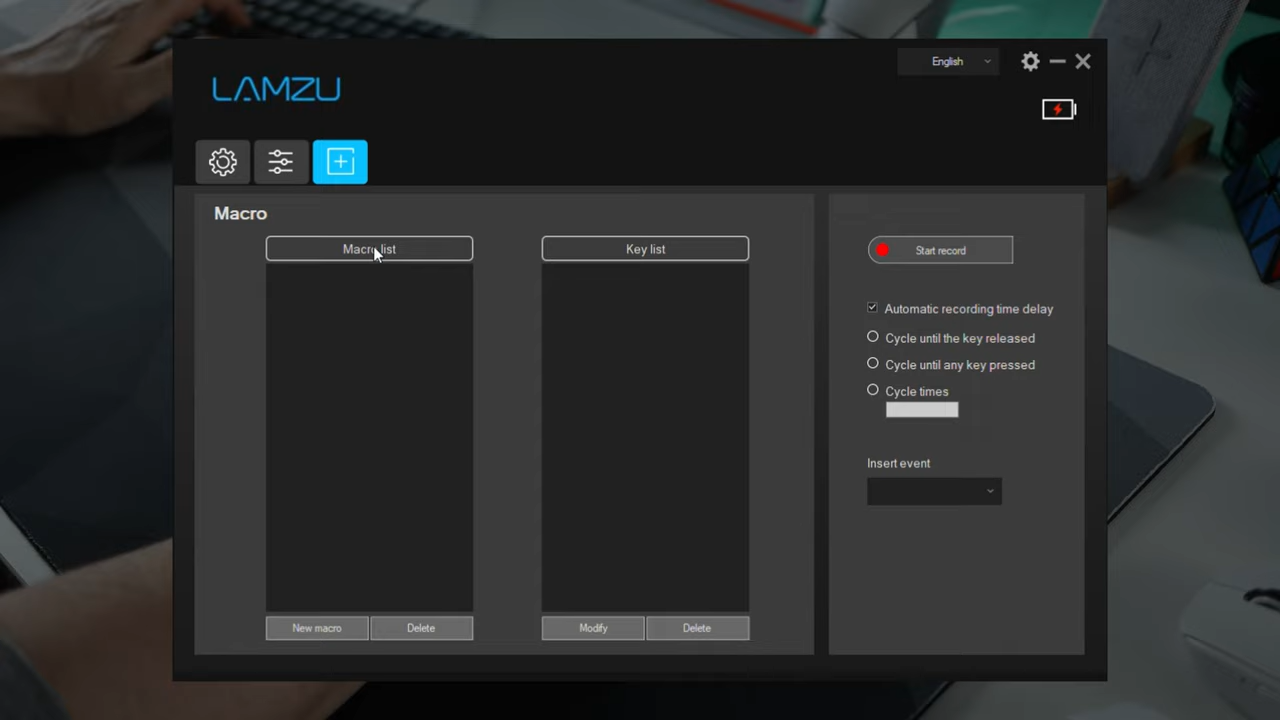 LAMZU
English
Macro
Macro list
Key list
Start record
Automatic recording time delay
Cycle until the key released
Cycle until any key pressed
Cycle times
Insert event
New macro
Delete
Modify
Delete